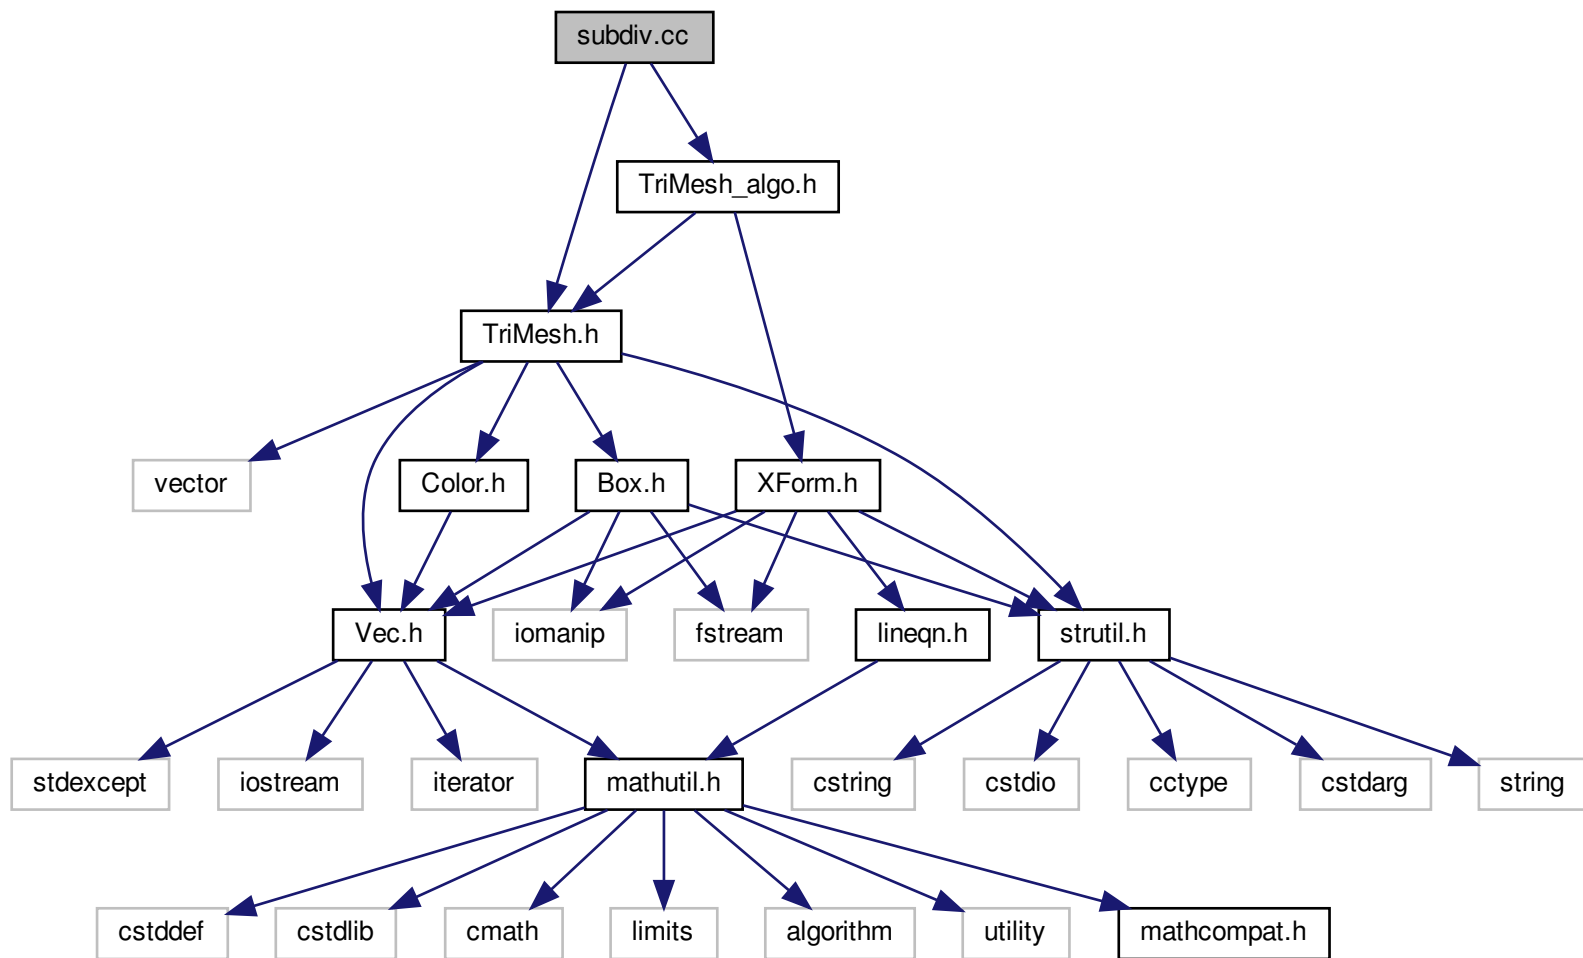 subdiv.cc
TriMesh_algo.h
TriMesh.h
vector
Color.h
Box.h
XForm.h
Vec.h
iomanip
fstream
lineqn.h
strutil.h
stdexcept
iostream
iterator
mathutil.h
cstring
cstdio
cctype
cstdarg
string
cstddef
cstdlib
cmath
limits
algorithm
utility
mathcompat.h